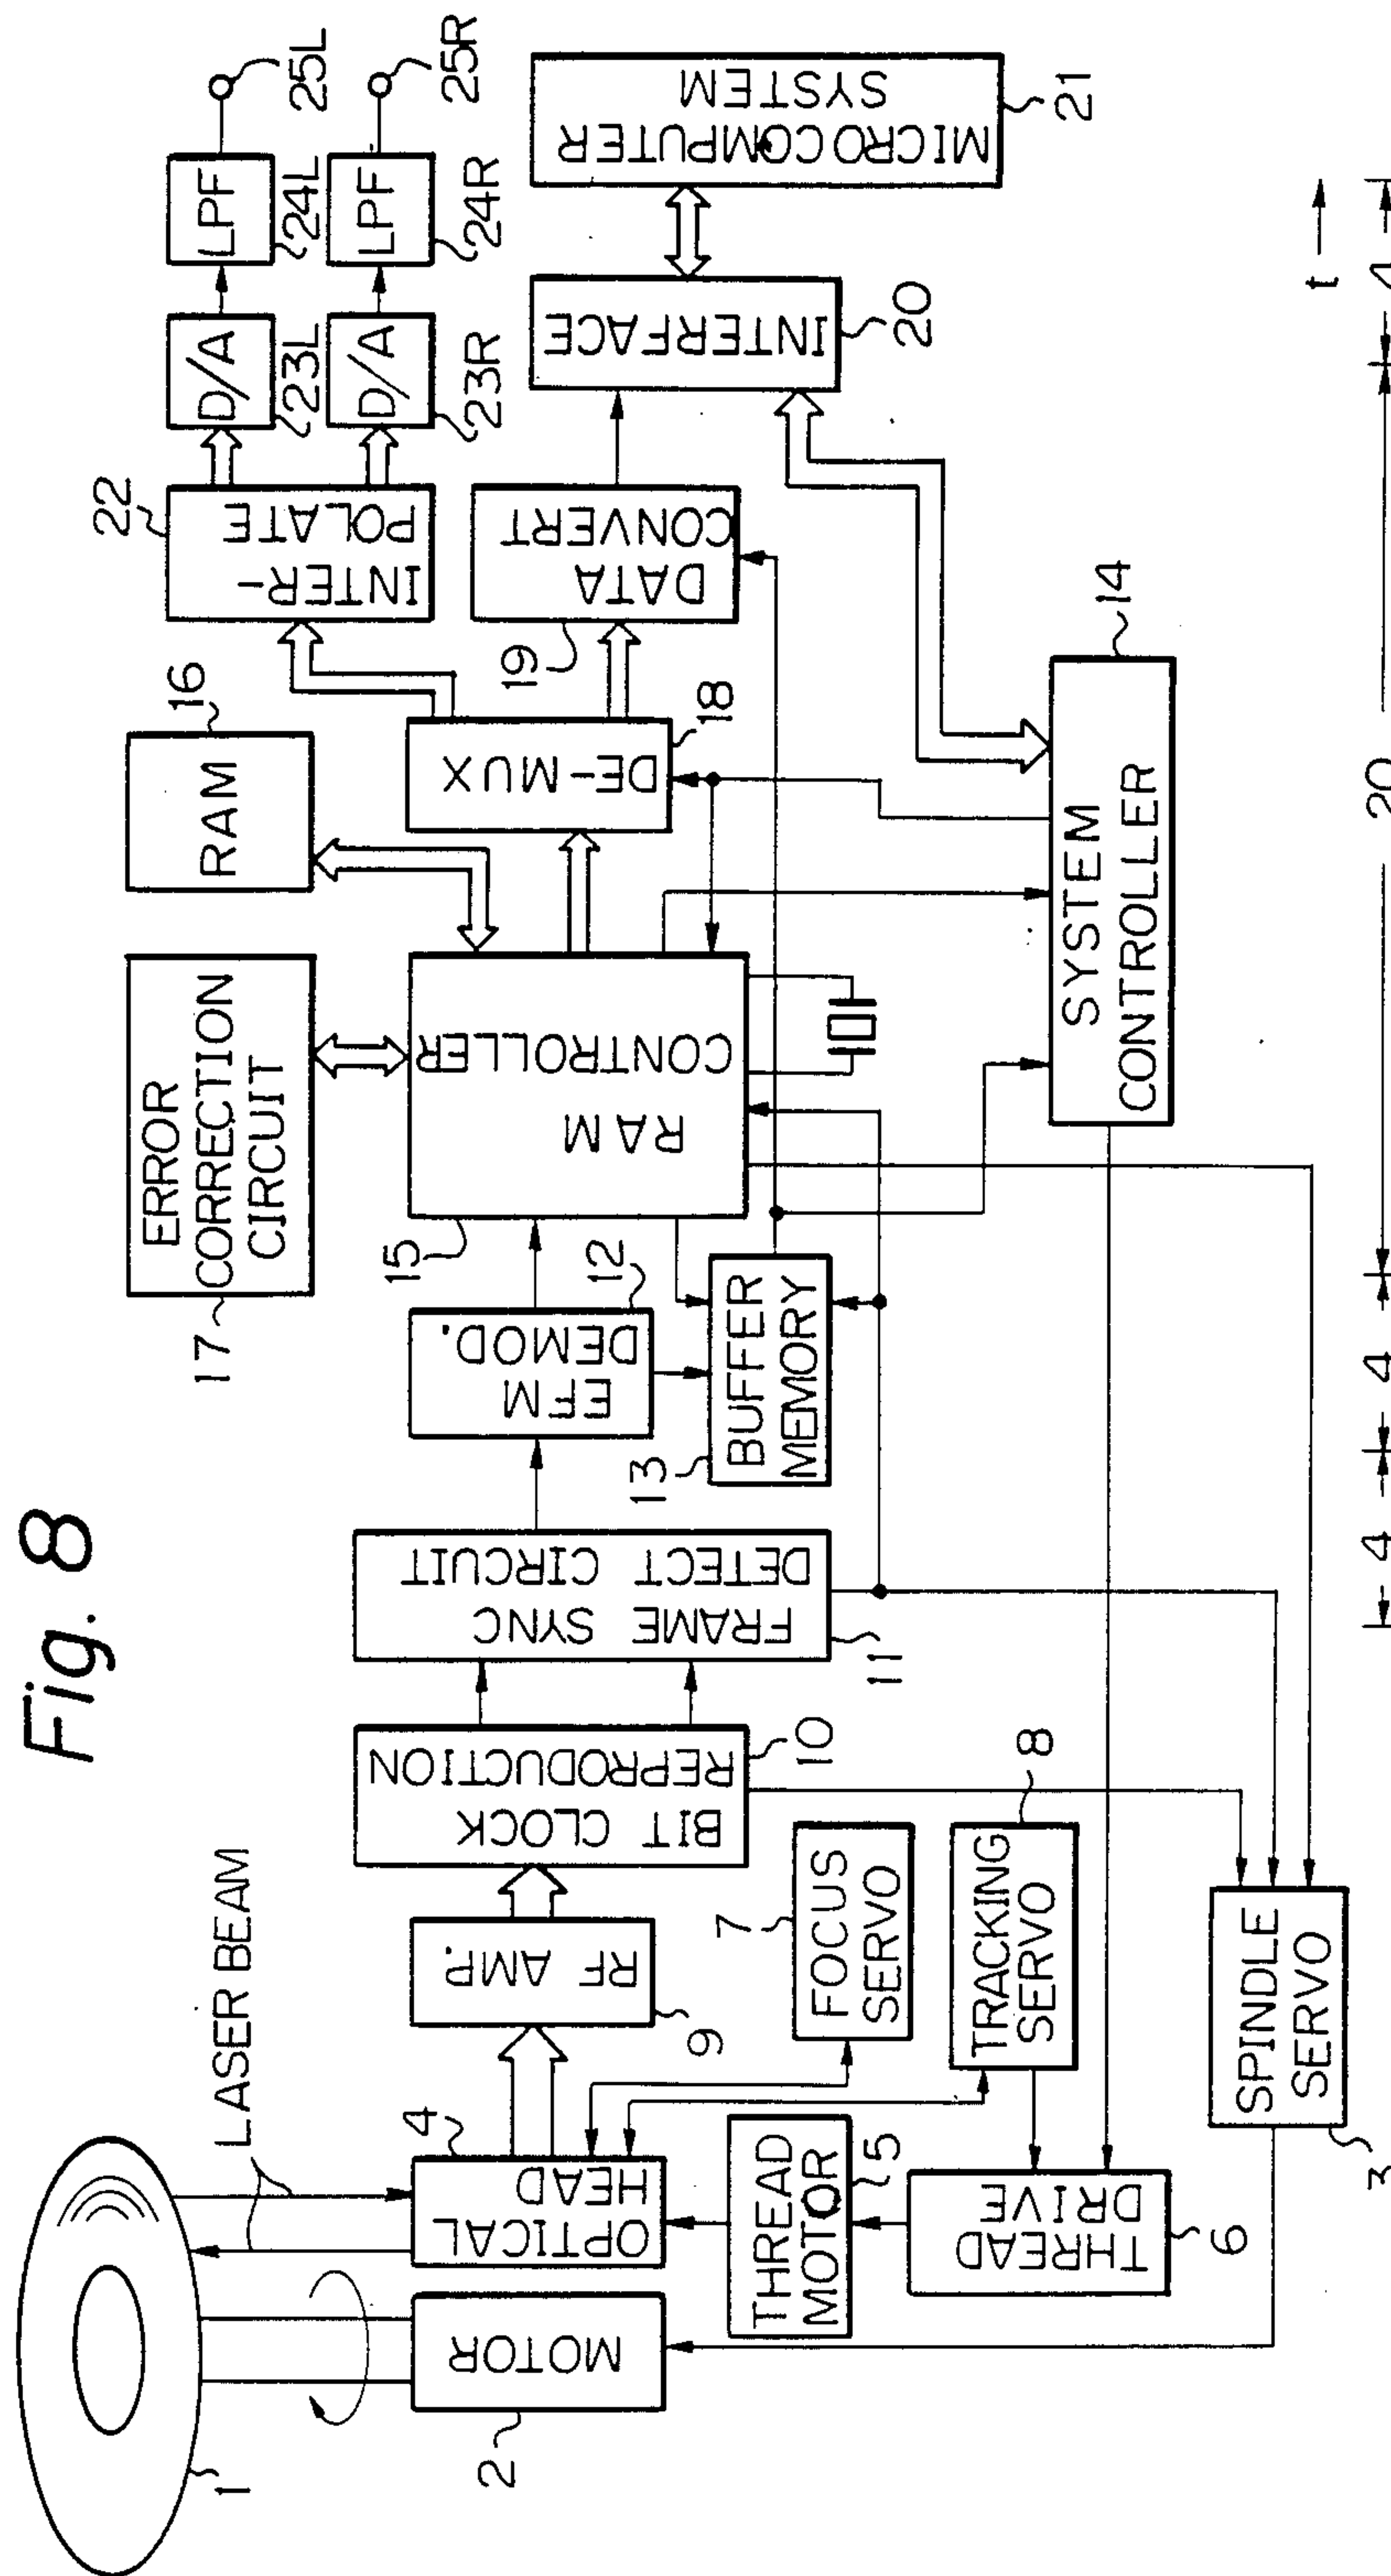 Fig. 8
LASER BEAM
1
2
MOTOR
OPTICAL
HEAD
4
THREAD
MOTOR
5
THREAD
DRIVE
6
SPINDLE
SERVO
3
RF AMP.
9
FOCUS
SERVO
7
TRACKING
SERVO
8
BIT CLOCK
REPRODUCTION
10
FRAME SYNC
DETECT CIRCUIT
11
EFM
DEMOD.
12
BUFFER
MEMORY
13
ERROR
CORRECTION
CIRCUIT
17
RAM
CONTROLLER
15
RAM
16
DE-MUX
18
SYSTEM
CONTROLLER
14
INTER-
POLATE
22
DATA
CONVERT
19
D/A
23L
D/A
23R
LPF
24L
LPF
24R
25L
25R
INTERFACE
20
MICROCOMPUTER
SYSTEM
21
t
4
4
20
4